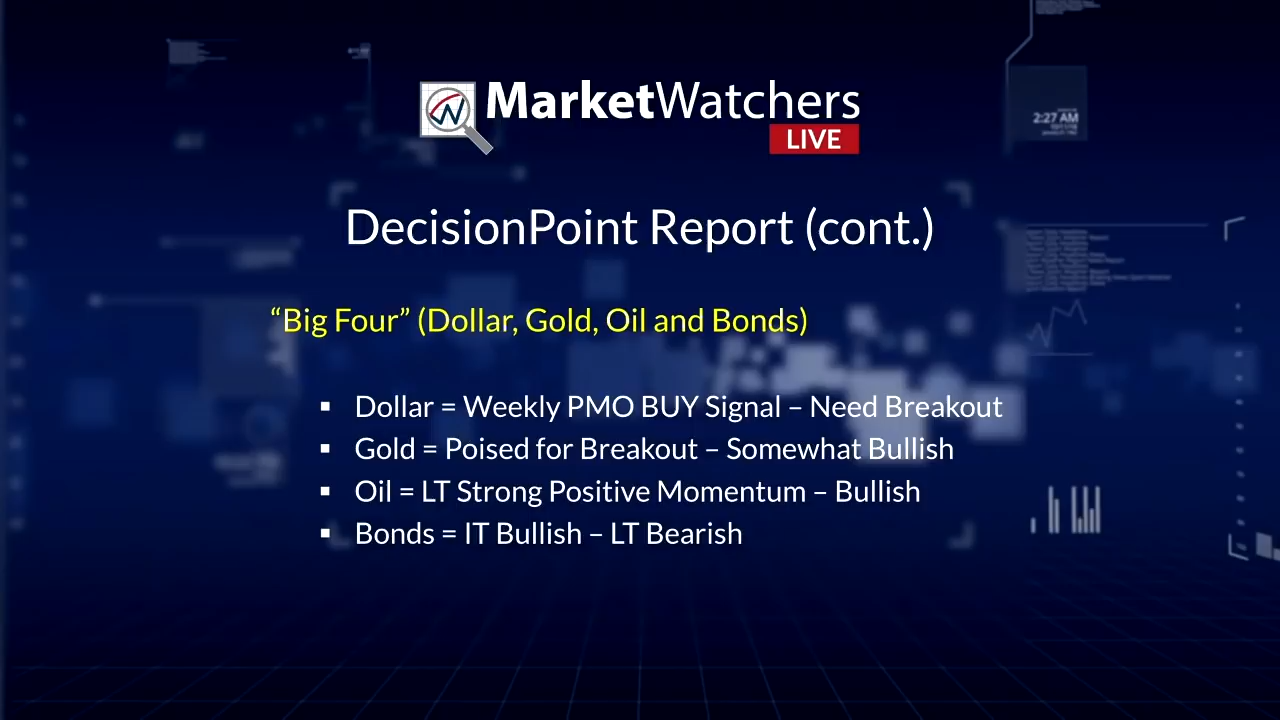 MarketWatchers
LIVE
2:27 AM
DecisionPoint Report (cont.)
“Big Four” (Dollar, Gold, Oil and Bonds)
▪ Dollar = Weekly PMO BUY Signal – Need Breakout
▪ Gold = Poised for Breakout – Somewhat Bullish
▪ Oil = LT Strong Positive Momentum – Bullish
▪ Bonds = IT Bullish – LT Bearish